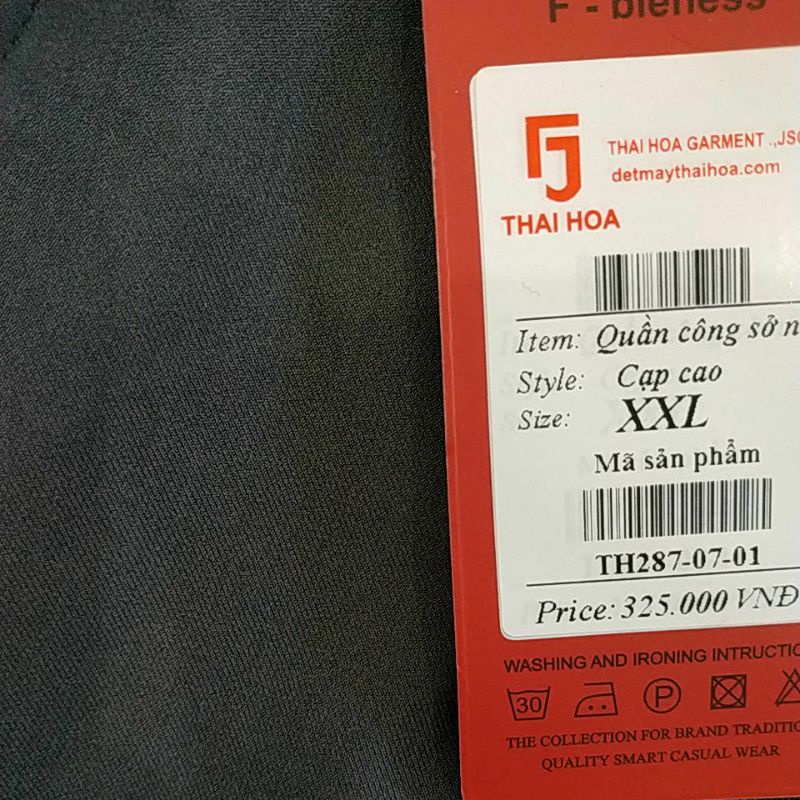 F - bleness
THAI HOA GARMENT .,JSC
detmaythaihoa.com
THAI HOA
Item: Quần công sở n
Style: Cạp cao
Size: XXL
Mã sản phẩm
TH287-07-01
Price: 325.000 VNĐ
WASHING AND IRONING INTRUCTIO
30 P
THE COLLECTION FOR BRAND TRADITIO
QUALITY SMART CASUAL WEAR